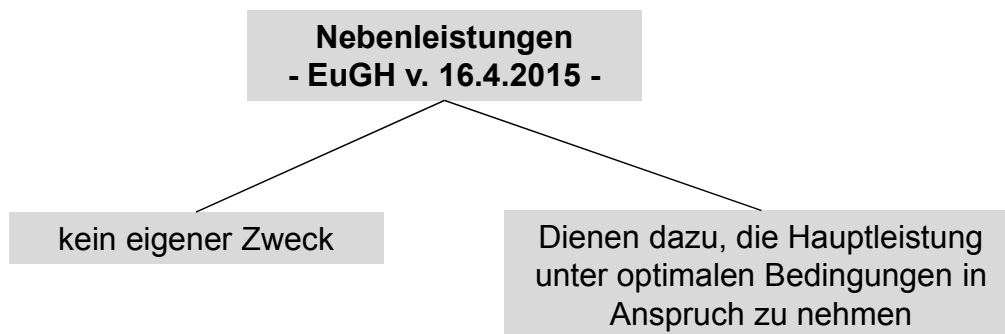 Nebenleistungen
- EuGH v. 16.4.2015 -
kein eigener Zweck
Dienen dazu, die Hauptleistung
unter optimalen Bedingungen in
Anspruch zu nehmen